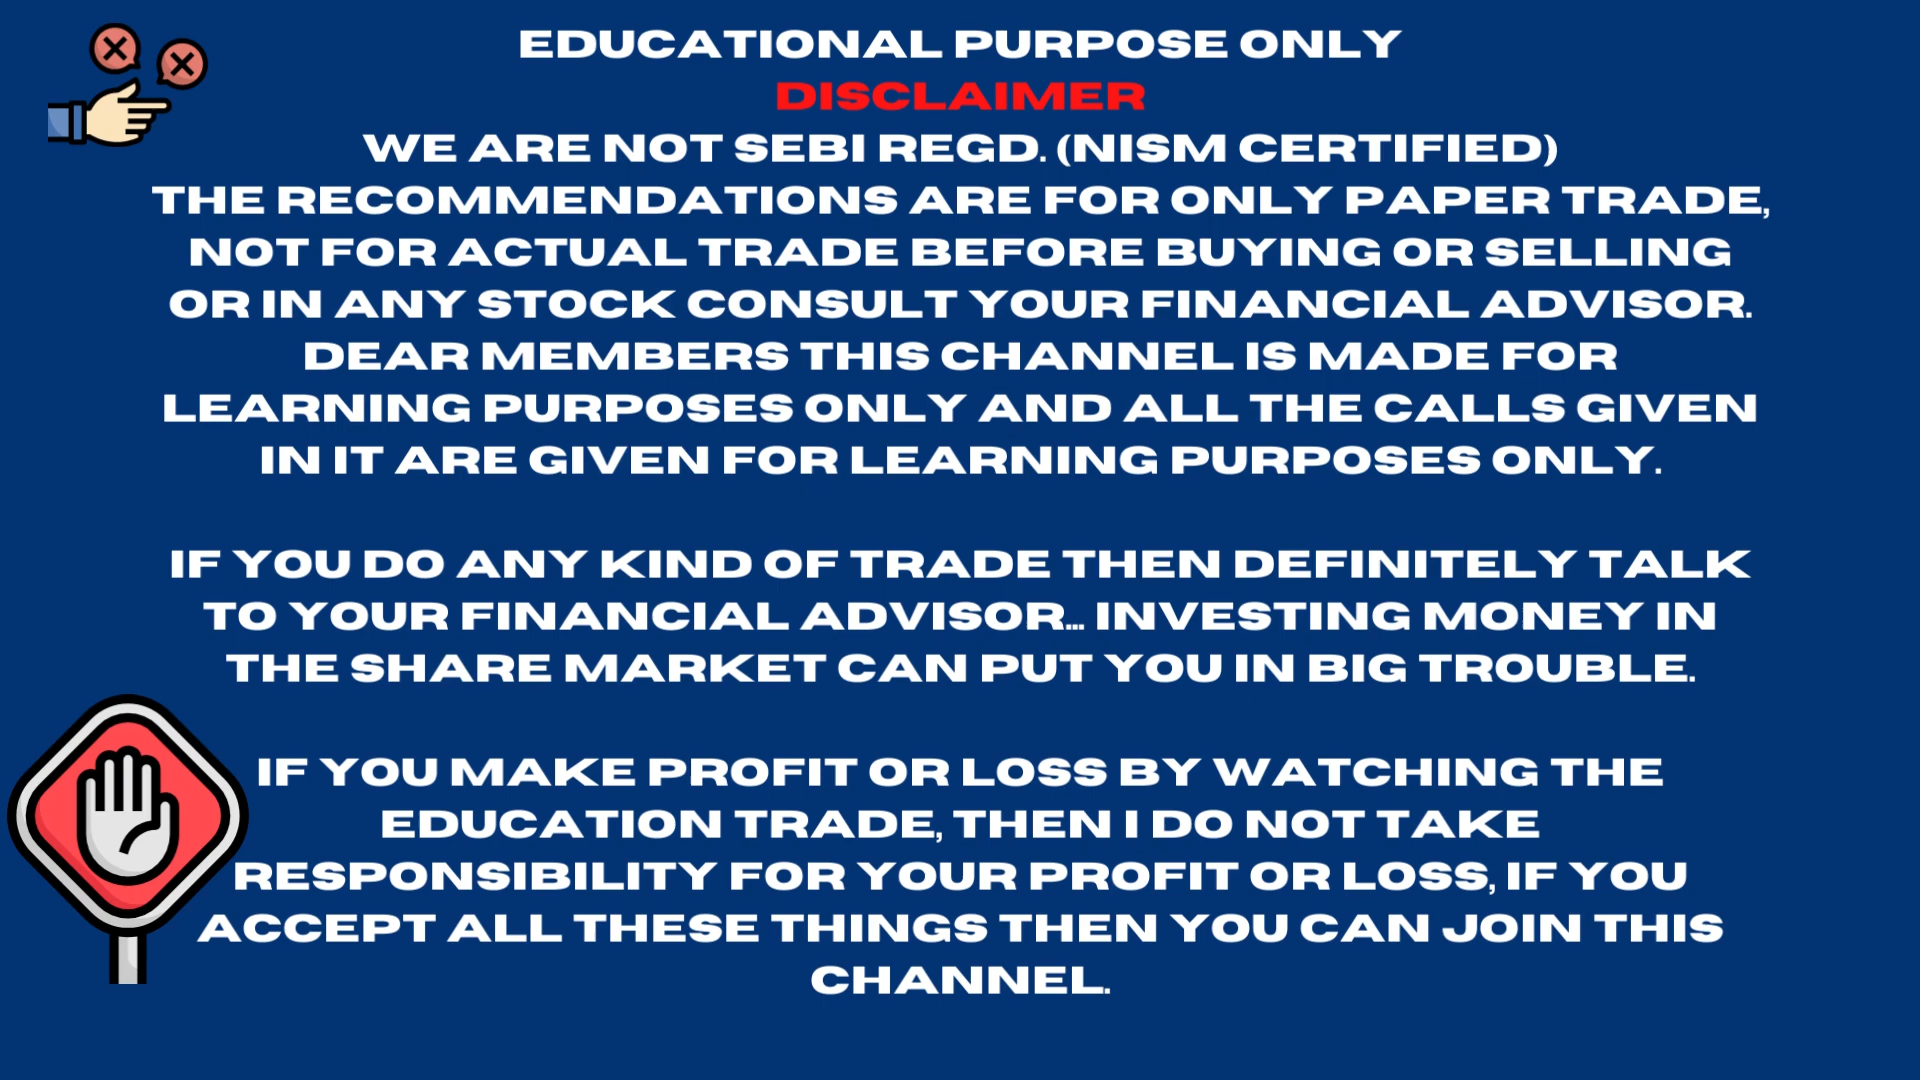 EDUCATIONAL PURPOSE ONLY
DISCLAIMER
WE ARE NOT SEBI REGD. (NISM CERTIFIED)
THE RECOMMENDATIONS ARE FOR ONLY PAPER TRADE,
NOT FOR ACTUAL TRADE BEFORE BUYING OR SELLING
OR IN ANY STOCK CONSULT YOUR FINANCIAL ADVISOR.
DEAR MEMBERS THIS CHANNEL IS MADE FOR
LEARNING PURPOSES ONLY AND ALL THE CALLS GIVEN
IN IT ARE GIVEN FOR LEARNING PURPOSES ONLY.
IF YOU DO ANY KIND OF TRADE THEN DEFINITELY TALK
TO YOUR FINANCIAL ADVISOR... INVESTING MONEY IN
THE SHARE MARKET CAN PUT YOU IN BIG TROUBLE.
IF YOU MAKE PROFIT OR LOSS BY WATCHING THE
EDUCATION TRADE, THEN I DO NOT TAKE
RESPONSIBILITY FOR YOUR PROFIT OR LOSS, IF YOU
ACCEPT ALL THESE THINGS THEN YOU CAN JOIN THIS
CHANNEL.